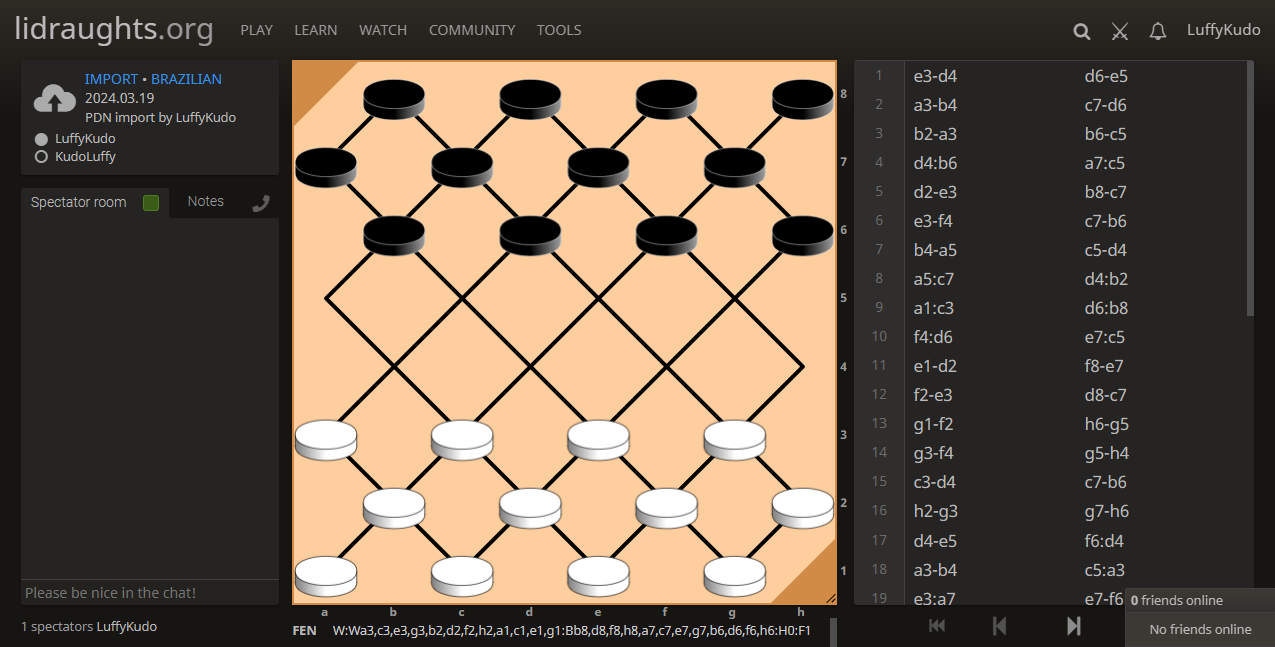 lidraughts.org PLAY LEARN WATCH COMMUNITY TOOLS LuffyKudo
IMPORT • BRAZILIAN
2024.03.19
PDN import by LuffyKudo
LuffyKudo
KudoLuffy
Spectator room Notes
Please be nice in the chat!
1 spectators LuffyKudo
8
7
6
5
4
3
2
1
a b c d e f g h
FEN W:Wa3,c3,e3,g3,b2,d2,f2,h2,a1,c1,e1,g1:Bb8,d8,f8,h8,a7,c7,e7,g7,b6,d6,f6,h6:H0:F1
1 e3-d4 d6-e5
2 a3-b4 c7-d6
3 b2-a3 b6-c5
4 d4:b6 a7:c5
5 d2-e3 b8-c7
6 e3-f4 c7-b6
7 b4-a5 c5-d4
8 a5:c7 d4:b2
9 a1:c3 d6:b8
10 f4:d6 e7:c5
11 e1-d2 f8-e7
12 f2-e3 d8-c7
13 g1-f2 h6-g5
14 g3-f4 g5-h4
15 c3-d4 c7-b6
16 h2-g3 g7-h6
17 d4-e5 f6:d4
18 a3-b4 c5:a3
19 e3:a7 e7-f6
0 friends online
No friends online